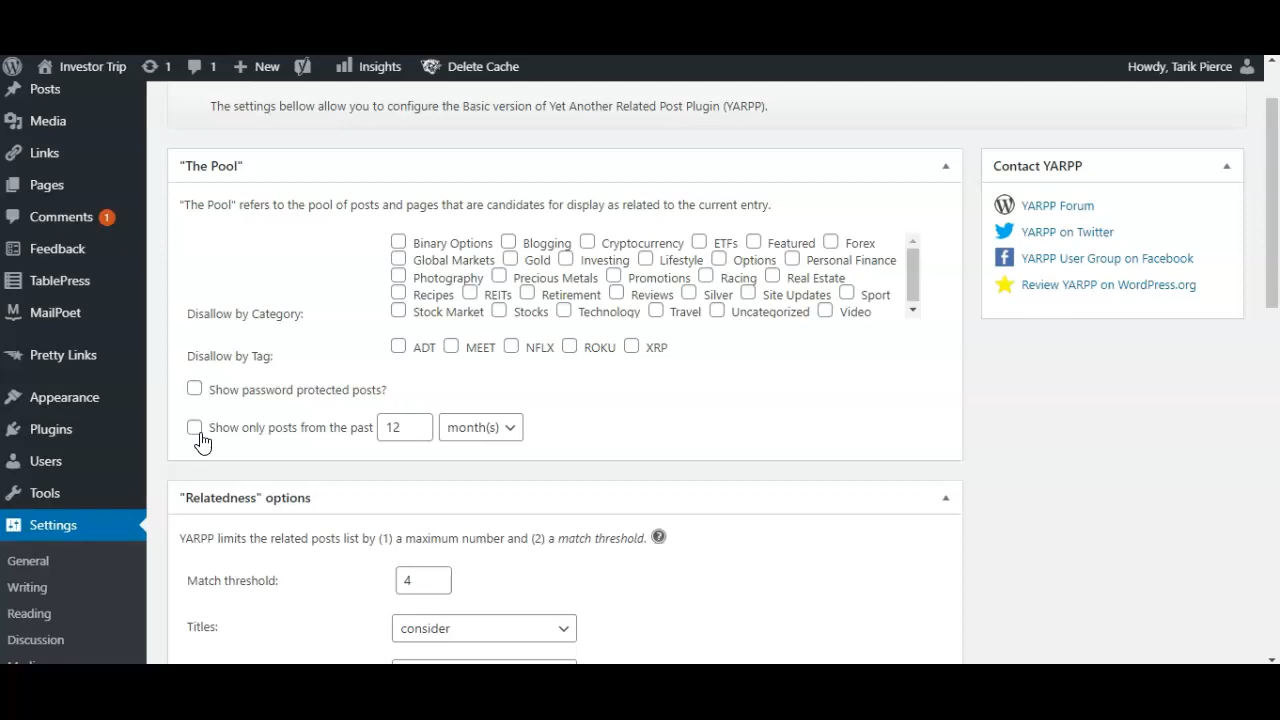 Investor Trip 1 1 New Insights Delete Cache Howdy, Tarik Pierce
Posts
Media
Links
Pages
Comments 1
Feedback
TablePress
MailPoet
Pretty Links
Appearance
Plugins
Users
Tools
Settings
General
Writing
Reading
Discussion
The settings bellow allow you to configure the Basic version of Yet Another Related Post Plugin (YARPP).
"The Pool"
"The Pool" refers to the pool of posts and pages that are candidates for display as related to the current entry.
Disallow by Category:
Binary Options Blogging Cryptocurrency ETFs Featured Forex
Global Markets Gold Investing Lifestyle Options Personal Finance
Photography Precious Metals Promotions Racing Real Estate
Recipes REITs Retirement Reviews Silver Site Updates Sport
Stock Market Stocks Technology Travel Uncategorized Video
Disallow by Tag:
ADT MEET NFLX ROKU XRP
Show password protected posts?
Show only posts from the past 12 month(s)
"Relatedness" options
YARPP limits the related posts list by (1) a maximum number and (2) a match threshold. ?
Match threshold: 4
Titles: consider
Contact YARPP
YARPP Forum
YARPP on Twitter
YARPP User Group on Facebook
Review YARPP on WordPress.org